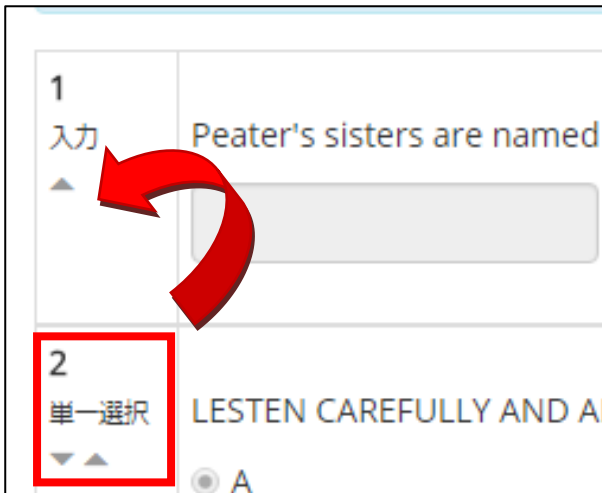 1
入力
Peater's sisters are named
2
単一選択
LESTEN CAREFULLY AND
A